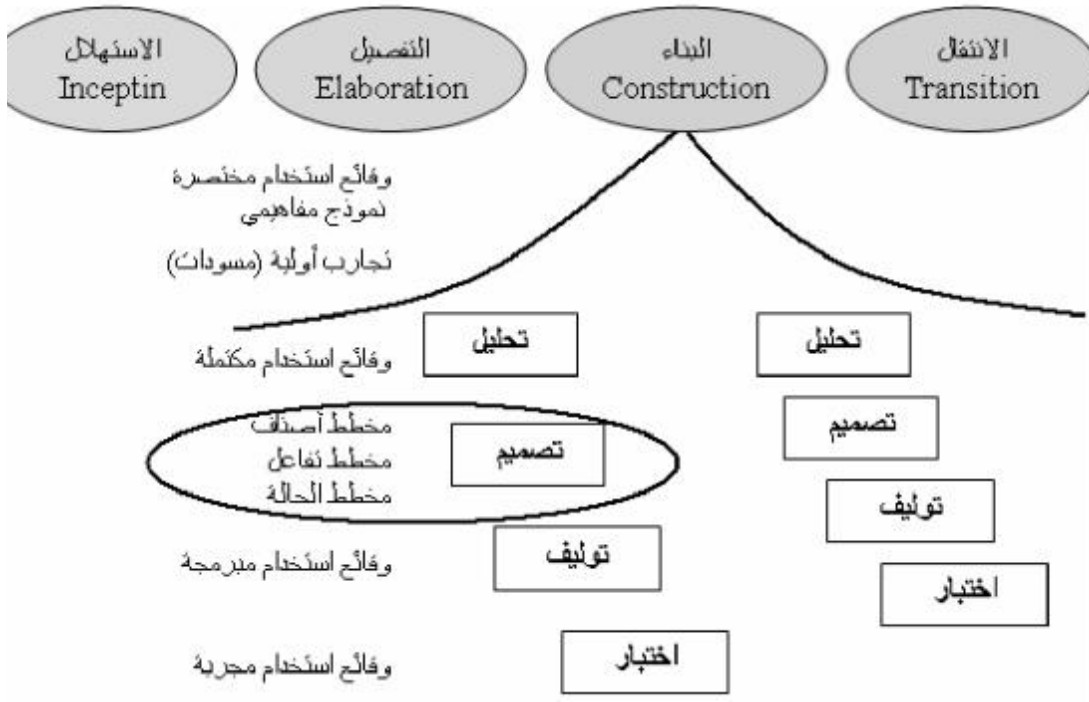 الاستهلال
Inceptin
التفصيل
Elaboration
البناء
Construction
الانتقال
Transition
وقائع استخدام مختصرة
نموذج مفاهيمي
تجارب أولية (مسودات)
تحليل
تحليل
وقائع استخدام مكتملة
تصميم
مخطط أصناف
مخطط تفاعل
مخطط الحالة
تصميم
توليف
توليف
وقائع استخدام مبرمجة
اختبار
اختبار
وقائع استخدام مجربة